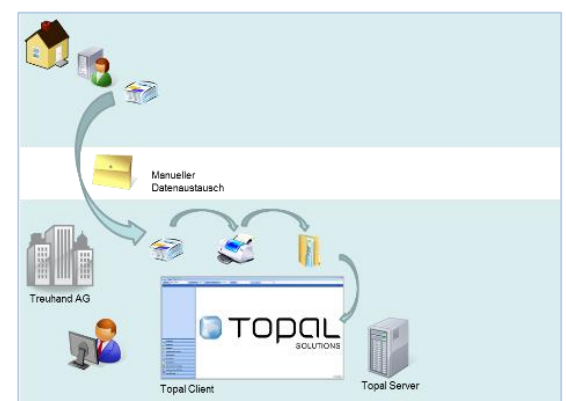 Manueller
Datenaustausch
Treuhand AG
TOPAL
SOLUTIONS
Topal Client
Topal Server